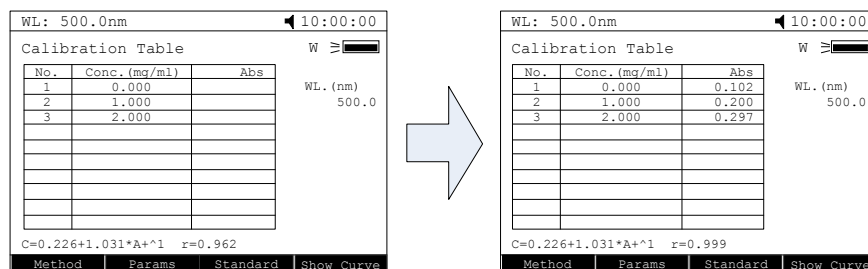 WL: 500.0nm 10:00:00
Calibration Table W
No. Conc.(mg/ml) Abs
1 0.000
2 1.000
3 2.000
WL.(nm)
500.0
C=0.226+1.031*A+^1 r=0.962
Method Params Standard Show Curve
WL: 500.0nm 10:00:00
Calibration Table W
No. Conc.(mg/ml) Abs
1 0.000 0.102
2 1.000 0.200
3 2.000 0.297
WL.(nm)
500.0
C=0.226+1.031*A+^1 r=0.999
Method Params Standard Show Curve